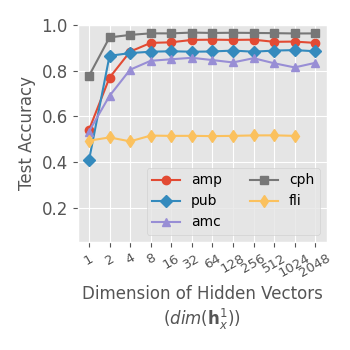 1.0
0.8
0.6
0.4
0.2
Test Accuracy
amp
pub
amc
cph
fli
1 2 4 8 16 32 64 128 256 512 1024 2048
Dimension of Hidden Vectors
(dim(h¹ₓ))